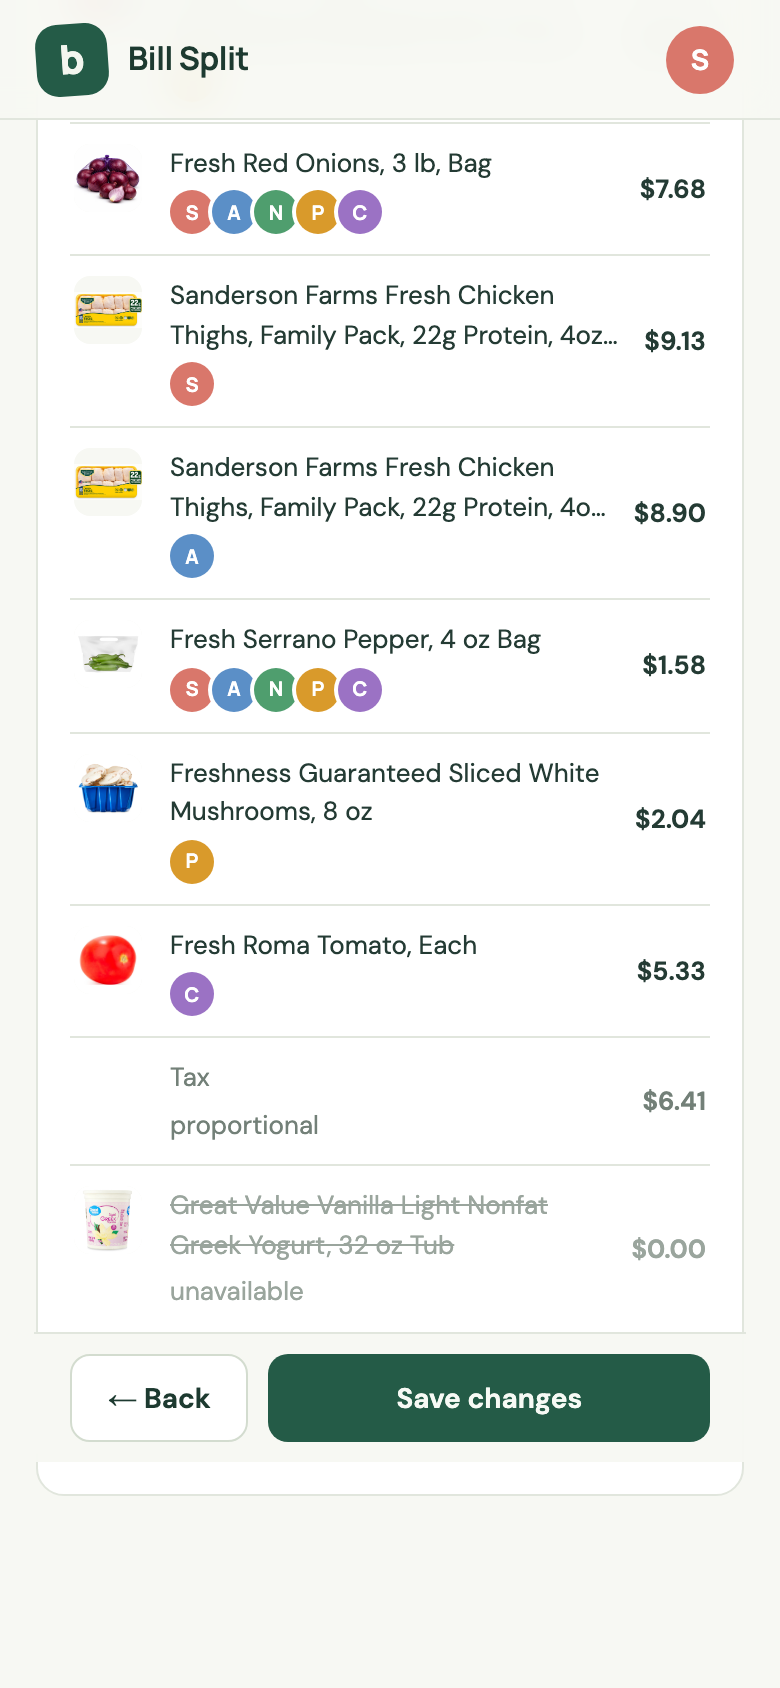 b Bill Split S
Fresh Red Onions, 3 lb, Bag
$7.68
S A N P C
Sanderson Farms Fresh Chicken
Thighs, Family Pack, 22g Protein, 4oz...
$9.13
S
Sanderson Farms Fresh Chicken
Thighs, Family Pack, 22g Protein, 4o...
$8.90
A
Fresh Serrano Pepper, 4 oz Bag
$1.58
S A N P C
Freshness Guaranteed Sliced White
Mushrooms, 8 oz
$2.04
P
Fresh Roma Tomato, Each
$5.33
C
Tax
$6.41
proportional
Great Value Vanilla Light Nonfat
Greek Yogurt, 32 oz Tub
$0.00
unavailable
← Back
Save changes